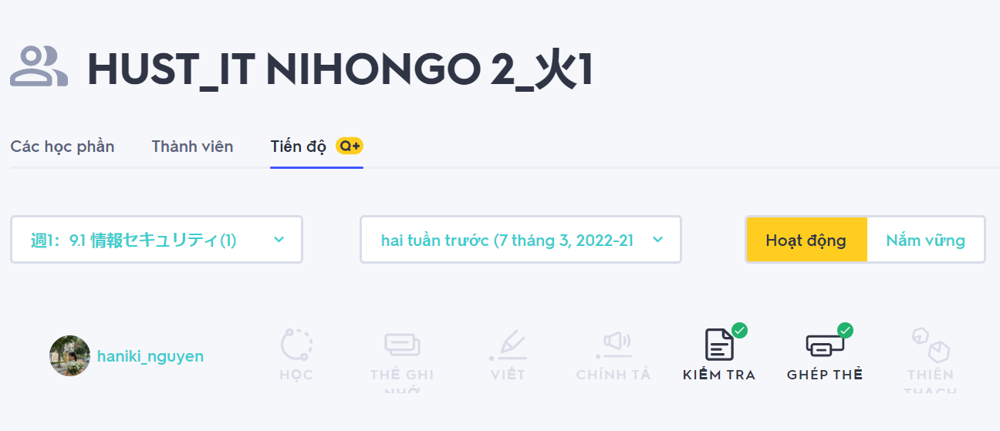 HUST_IT NIHONGO 2_火1
Các học phần Thành viên Tiến độ Q+
週1：9.1 情報セキュリティ(1) hai tuần trước (7 tháng 3, 2022-21 Hoạt động Nắm vững
haniki_nguyen HỌC THẺ GHI NHỚ VIẾT CHÍNH TẢ KIỂM TRA GHÉP THẺ THIÊN THẠCH